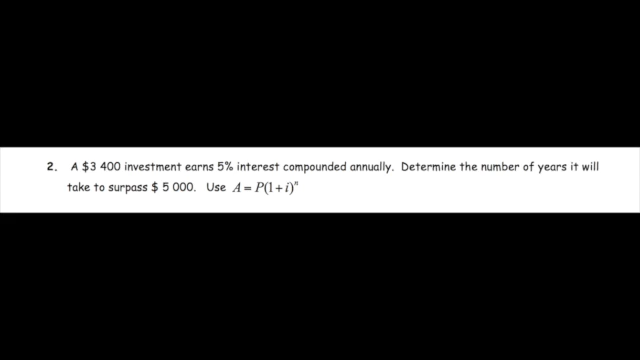 2. A $3 400 investment earns 5% interest compounded annually. Determine the number of years it will
take to surpass $ 5 000. Use A = P(1+i)ⁿ